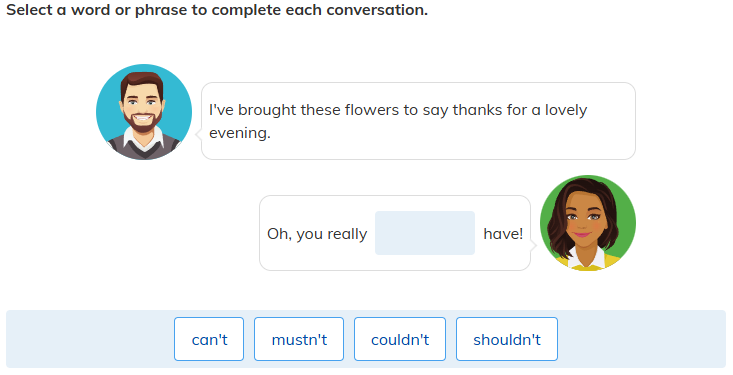 Select a word or phrase to complete each conversation.
I've brought these flowers to say thanks for a lovely
evening.
Oh, you really have!
can't mustn't couldn't shouldn't